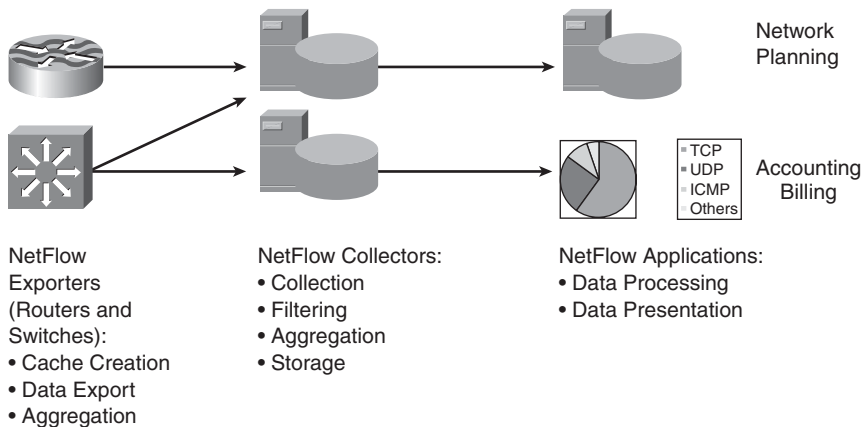 Network
Planning
TCP
UDP
ICMP
Others
Accounting
Billing
NetFlow
Exporters
(Routers and
Switches):
• Cache Creation
• Data Export
• Aggregation
NetFlow Collectors:
• Collection
• Filtering
• Aggregation
• Storage
NetFlow Applications:
• Data Processing
• Data Presentation